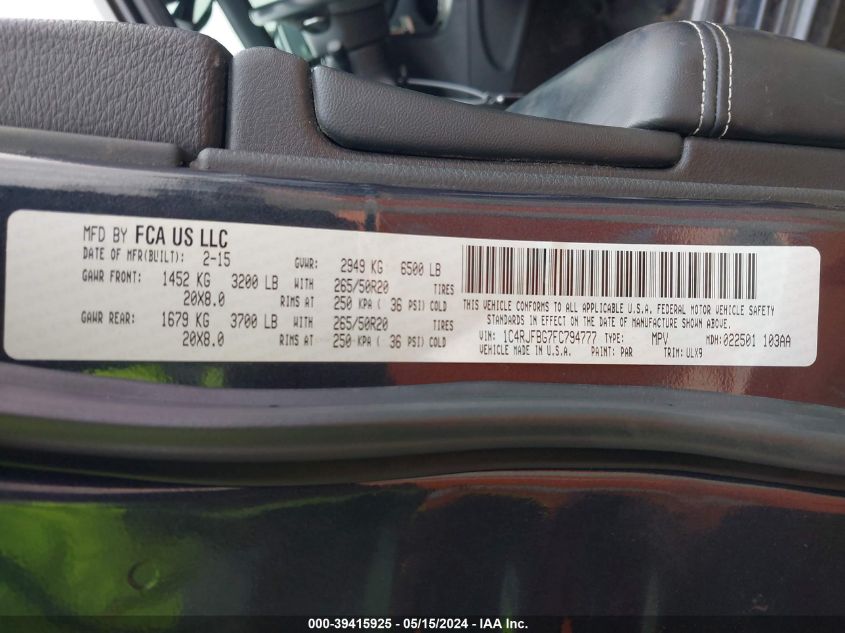 MFD BY FCA US LLC
DATE OF MFR(BUILT): 2-15 GVWR: 2949 KG 6500 LB
GAWR FRONT: 1452 KG 3200 LB WITH 265/50R20 TIRES
20X8.0 RIMS AT 250 KPA ( 36 PSI) COLD
GAWR REAR: 1679 KG 3700 LB WITH 265/50R20 TIRES
20X8.0 RIMS AT 250 KPA ( 36 PSI) COLD
THIS VEHICLE CONFORMS TO ALL APPLICABLE U.S.A. FEDERAL MOTOR VEHICLE SAFETY
STANDARDS IN EFFECT ON THE DATE OF MANUFACTURE SHOWN ABOVE.
VIN: 1C4RJFBG7FC794777 TYPE: MPV MDH: 022501 103AA
VEHICLE MADE IN U.S.A. PAINT: PAR TRIM: ULX9
000-39415925 - 05/15/2024 - IAA Inc.